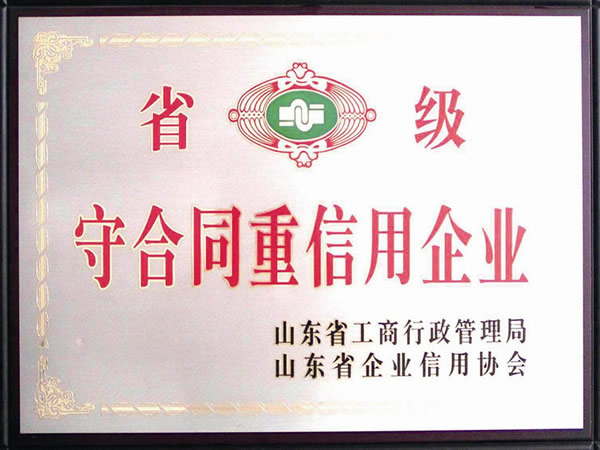 省 级
守合同重信用企业
山东省工商行政管理局
山东省企业信用协会